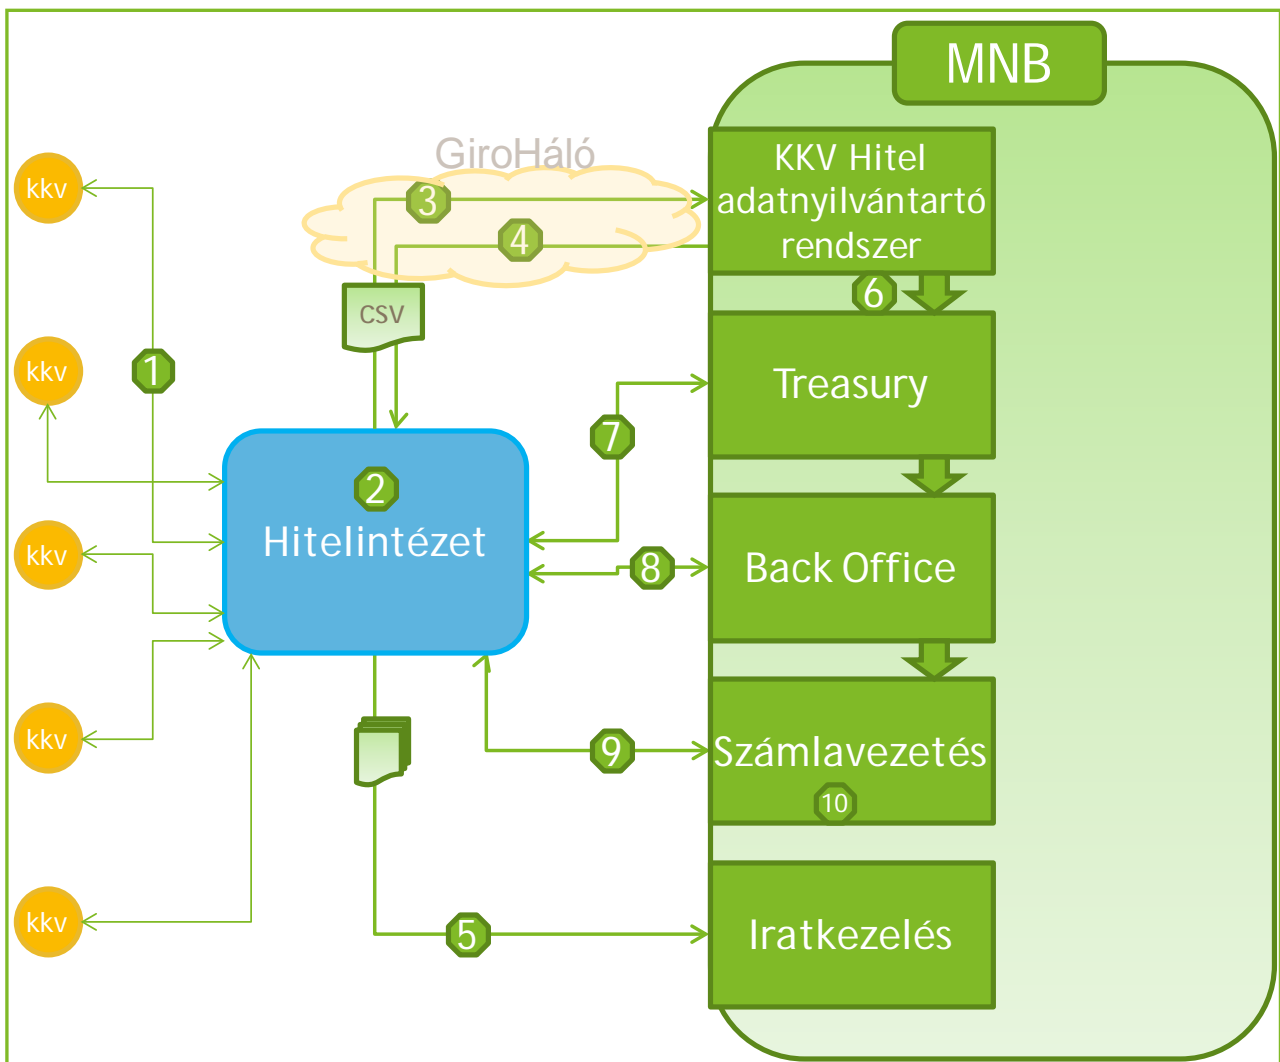 MNB
GiroHáló
KKV Hitel
adatnyilvántartó
rendszer
kkv
3
4
6
CSV
Treasury
kkv
1
7
2
Hitelintézet
kkv
8
Back Office
kkv
9
Számlavezetés
10
kkv
5
Iratkezelés